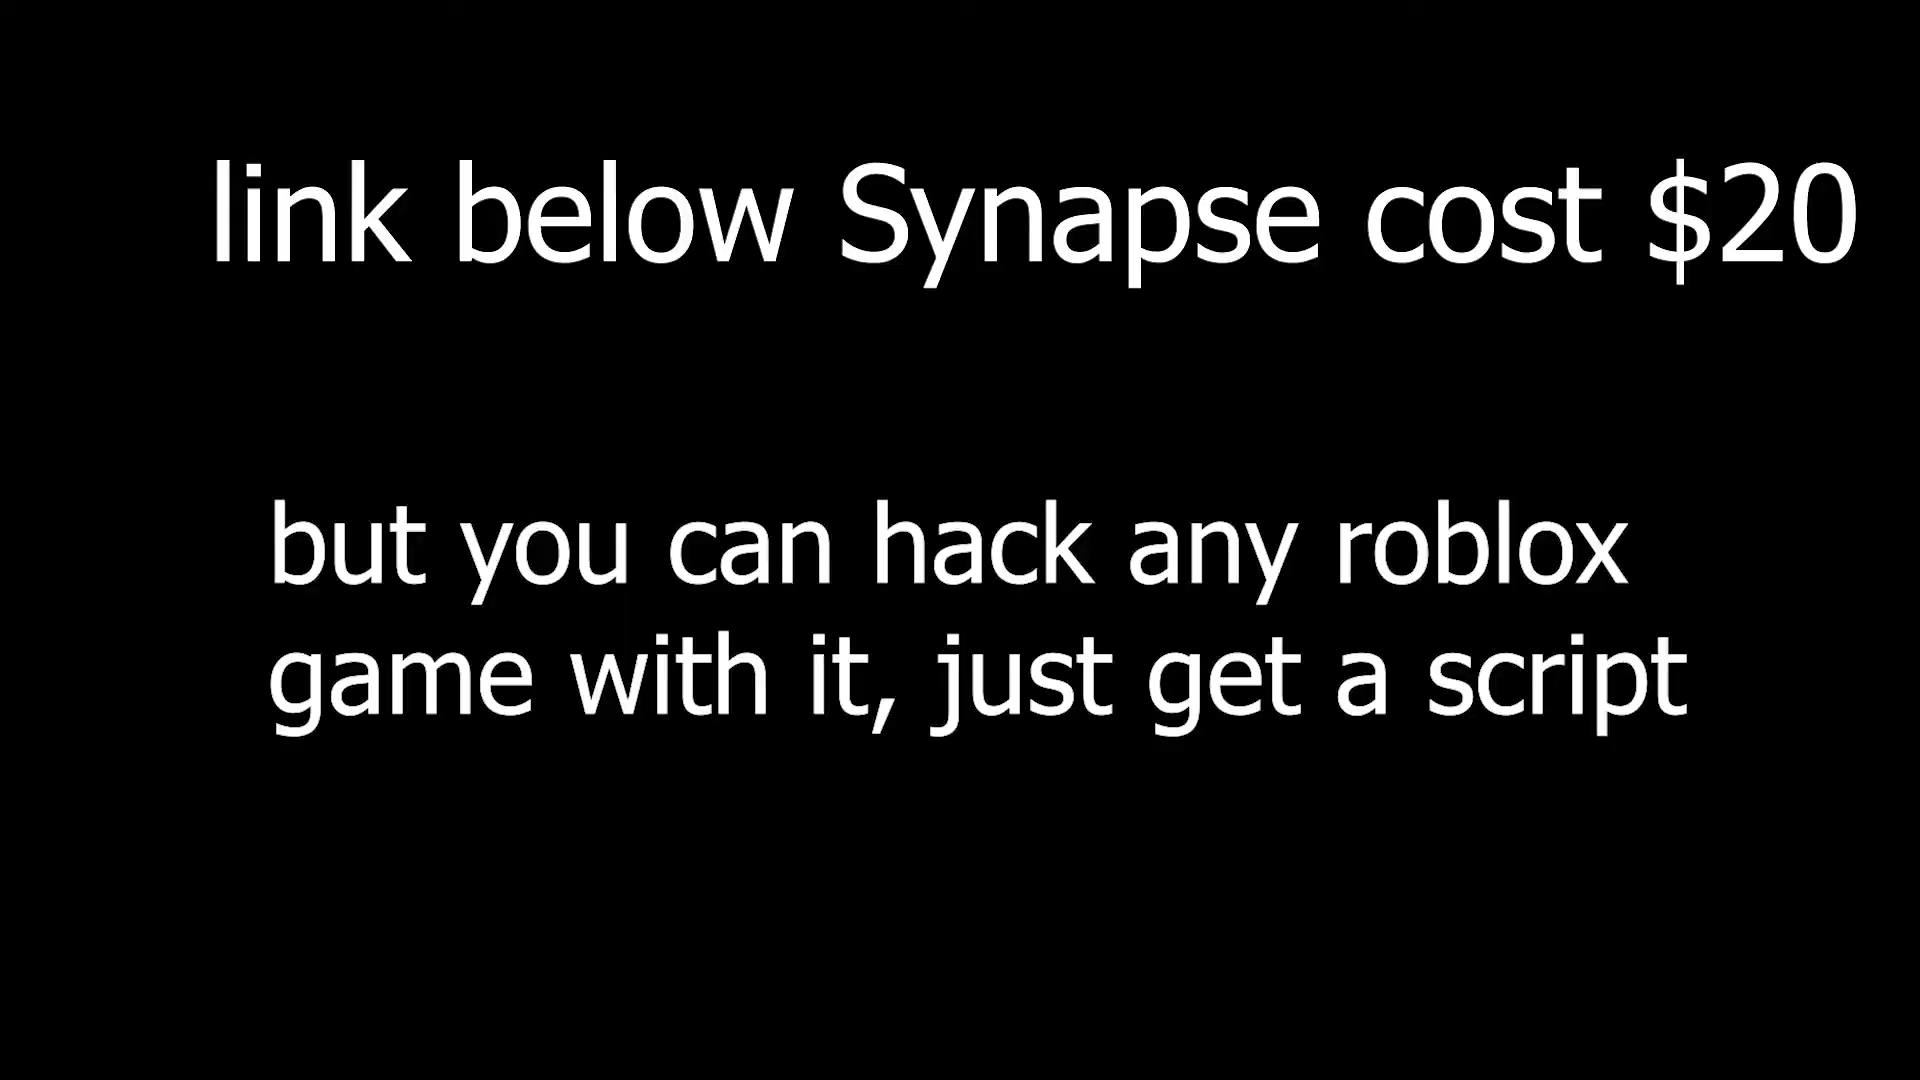 link below Synapse cost $20
but you can hack any roblox
game with it, just get a script